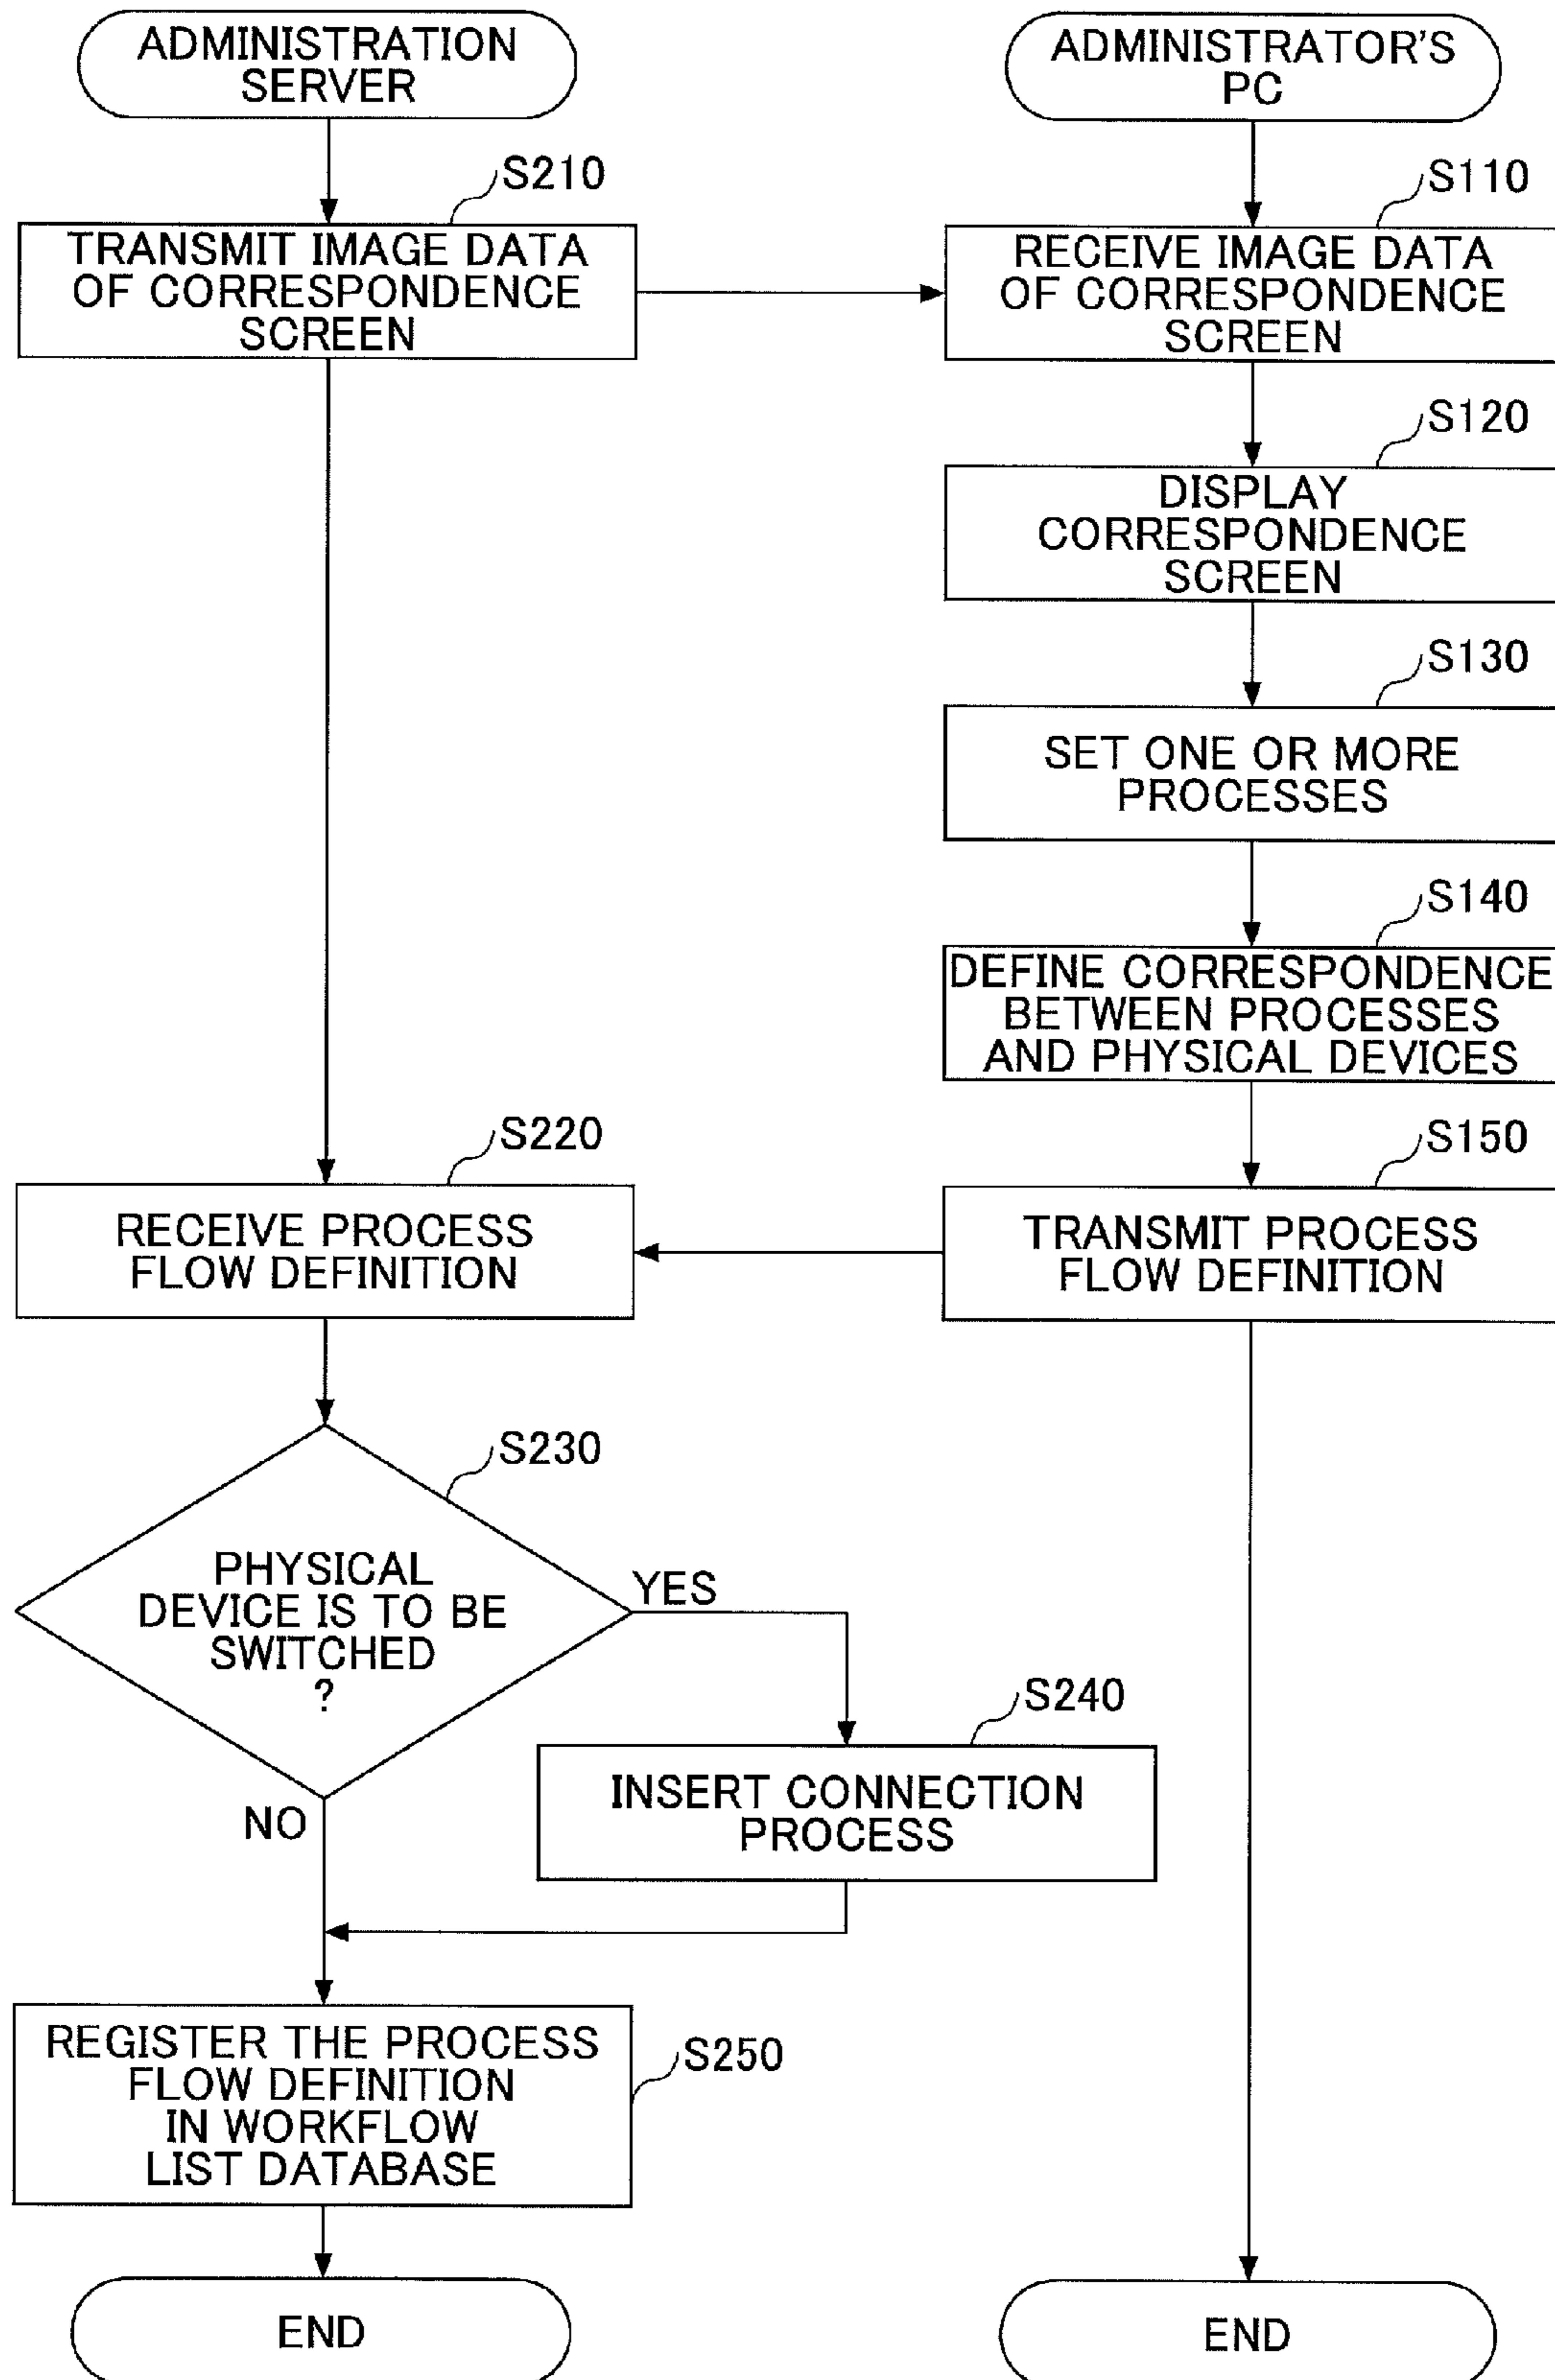 ADMINISTRATION
SERVER
ADMINISTRATOR'S
PC
S210
S110
TRANSMIT IMAGE DATA
OF CORRESPONDENCE
SCREEN
RECEIVE IMAGE DATA
OF CORRESPONDENCE
SCREEN
S120
DISPLAY
CORRESPONDENCE
SCREEN
S130
SET ONE OR MORE
PROCESSES
S140
DEFINE CORRESPONDENCE
BETWEEN PROCESSES
AND PHYSICAL DEVICES
S220
S150
RECEIVE PROCESS
FLOW DEFINITION
TRANSMIT PROCESS
FLOW DEFINITION
S230
PHYSICAL
DEVICE IS TO BE
SWITCHED
?
YES
S240
INSERT CONNECTION
PROCESS
NO
REGISTER THE PROCESS
FLOW DEFINITION
IN WORKFLOW
LIST DATABASE
S250
END
END